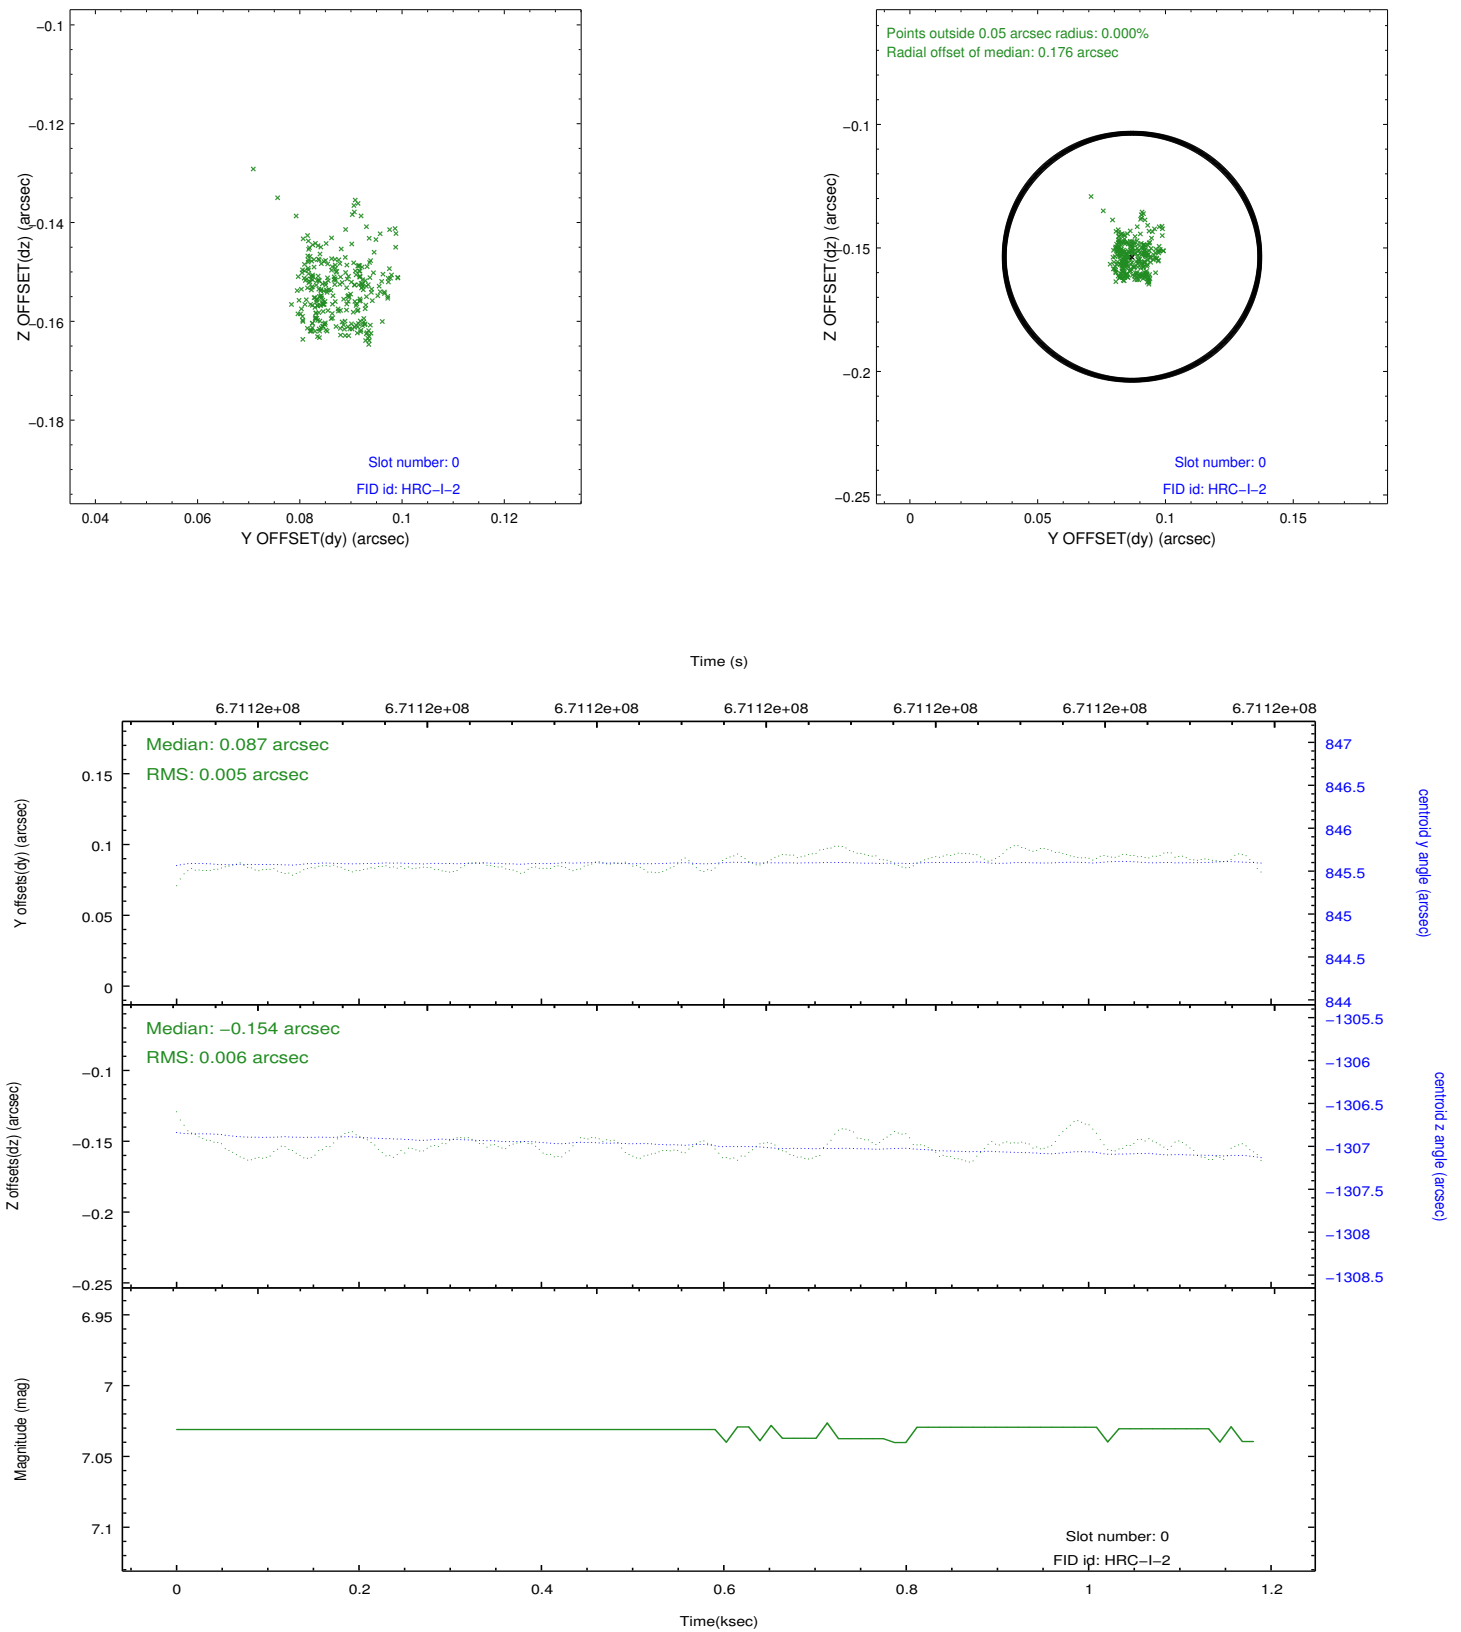 −0.1
−0.12
−0.14
−0.16
−0.18
Z OFFSET(dz) (arcsec)
Slot number: 0
FID id: HRC−I−2
0.04 0.06 0.08 0.1 0.12
Y OFFSET(dy) (arcsec)
Points outside 0.05 arcsec radius: 0.000%
Radial offset of median: 0.176 arcsec
−0.1
−0.15
−0.2
−0.25
Z OFFSET(dz) (arcsec)
Slot number: 0
FID id: HRC−I−2
0 0.05 0.1 0.15
Y OFFSET(dy) (arcsec)
Time (s)
6.7112e+08 6.7112e+08 6.7112e+08 6.7112e+08 6.7112e+08 6.7112e+08 6.7112e+08
Median: 0.087 arcsec
RMS: 0.005 arcsec
0.15
0.1
0.05
0
Y offsets(dy) (arcsec)
847
846.5
846
845.5
845
844.5
844
centroid y angle (arcsec)
Median: −0.154 arcsec
RMS: 0.006 arcsec
−0.1
−0.15
−0.2
−0.25
Z offsets(dz) (arcsec)
−1305.5
−1306
−1306.5
−1307
−1307.5
−1308
−1308.5
centroid z angle (arcsec)
6.95
7
7.05
7.1
Magnitude (mag)
Slot number: 0
FID id: HRC−I−2
0 0.2 0.4 0.6 0.8 1 1.2
Time(ksec)